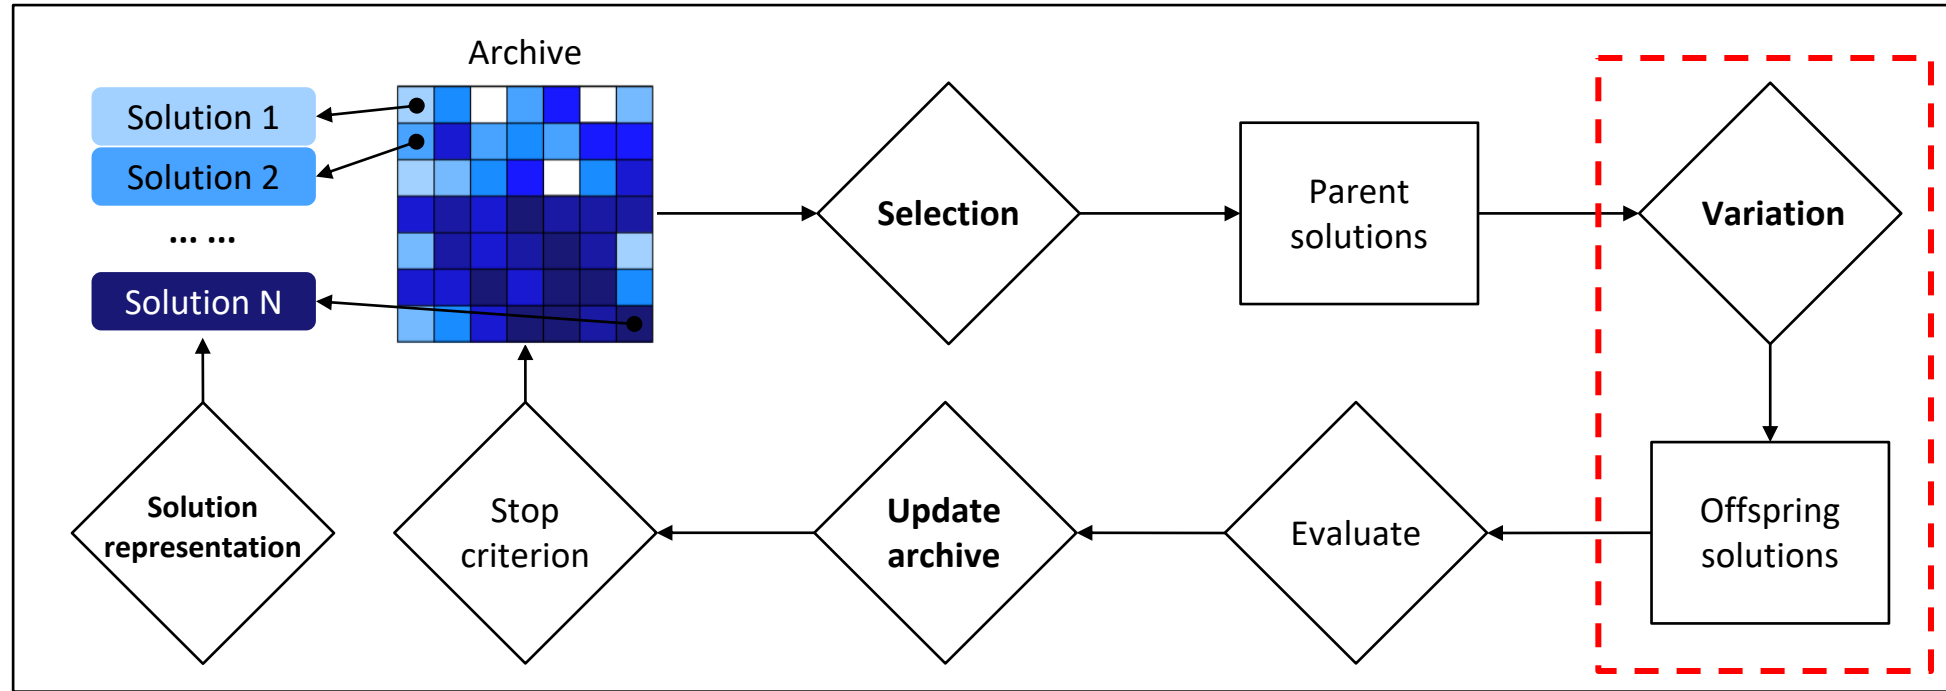 Archive
Solution 1
Solution 2
... ...
Solution N
Selection
Parent
solutions
Variation
Solution
representation
Stop
criterion
Update
archive
Evaluate
Offspring
solutions